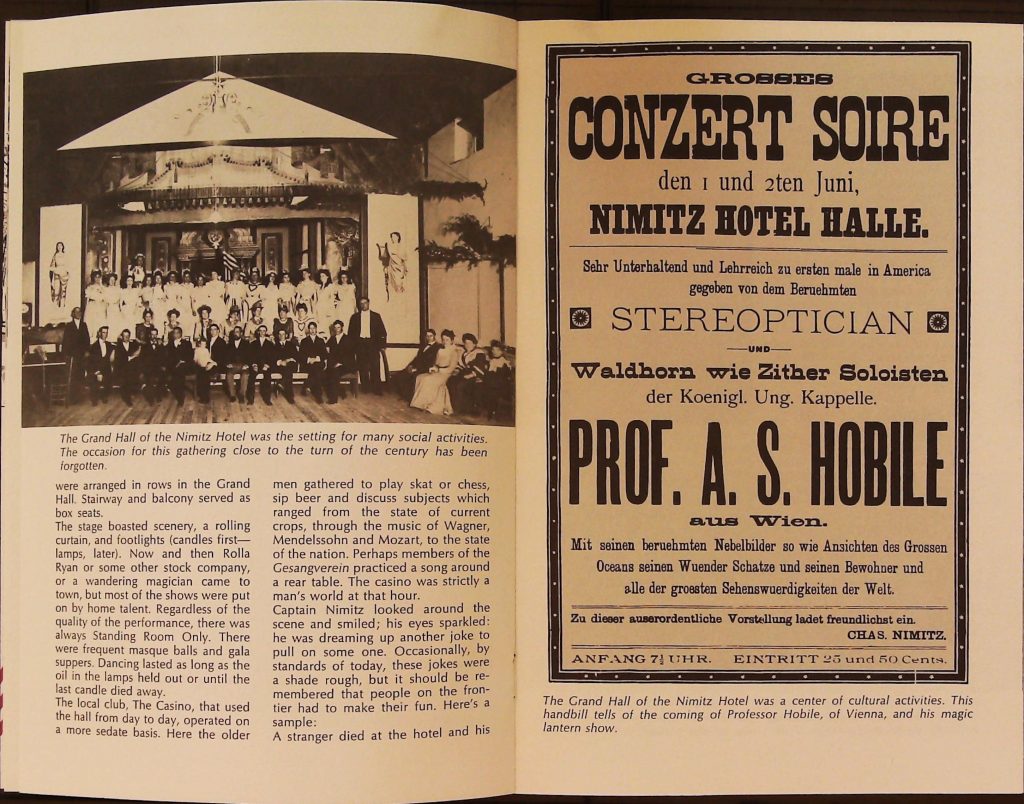 The Grand Hall of the Nimitz Hotel was the setting for many social activities.
The occasion for this gathering close to the turn of the century has been
forgotten.
were arranged in rows in the Grand
Hall. Stairway and balcony served as
box seats.
The stage boasted scenery, a rolling
curtain, and footlights (candles first—
lamps, later). Now and then Rolla
Ryan or some other stock company,
or a wandering magician came to
town, but most of the shows were put
on by home talent. Regardless of the
quality of the performance, there was
always Standing Room Only. There
were frequent masque balls and gala
suppers. Dancing lasted as long as the
oil in the lamps held out or until the
last candle died away.
The local club, The Casino, that used
the hall from day to day, operated on
a more sedate basis. Here the older
men gathered to play skat or chess,
sip beer and discuss subjects which
ranged from the state of current
crops, through the music of Wagner,
Mendelssohn and Mozart, to the state
of the nation. Perhaps members of the
Gesangverein practiced a song around
a rear table. The casino was strictly a
man's world at that hour.
Captain Nimitz looked around the
scene and smiled; his eyes sparkled:
he was dreaming up another joke to
pull on some one. Occasionally, by
standards of today, these jokes were
a shade rough, but it should be re-
membered that people on the fron-
tier had to make their fun. Here's a
sample:
A stranger died at the hotel and his
GROSSES
CONZERT SOIRE
den 1 und 2ten Juni,
NIMITZ HOTEL HALLE.
Sehr Unterhaltend und Lehrreich zu ersten male in America
gegeben von dem Beruehmten
STEREOPTICIAN
UND
Waldhorn wie Zither Soloisten
der Koenigl. Ung. Kappelle.
PROF. A. S. HOBILE
aus Wien.
Mit seinen beruehmten Nebelbilder so wie Ansichten des Grossen
Oceans seinen Wuender Schatze und seinen Bewohner und
alle der groesten Sehenswuerdigkeiten der Welt.
Zu dieser auserordentliche Vorstellung ladet freundlichst ein.
CHAS. NIMITZ.
ANFANG 7½ UHR. EINTRITT 25 und 50 Cents.
The Grand Hall of the Nimitz Hotel was a center of cultural activities. This
handbill tells of the coming of Professor Hobile, of Vienna, and his magic
lantern show.